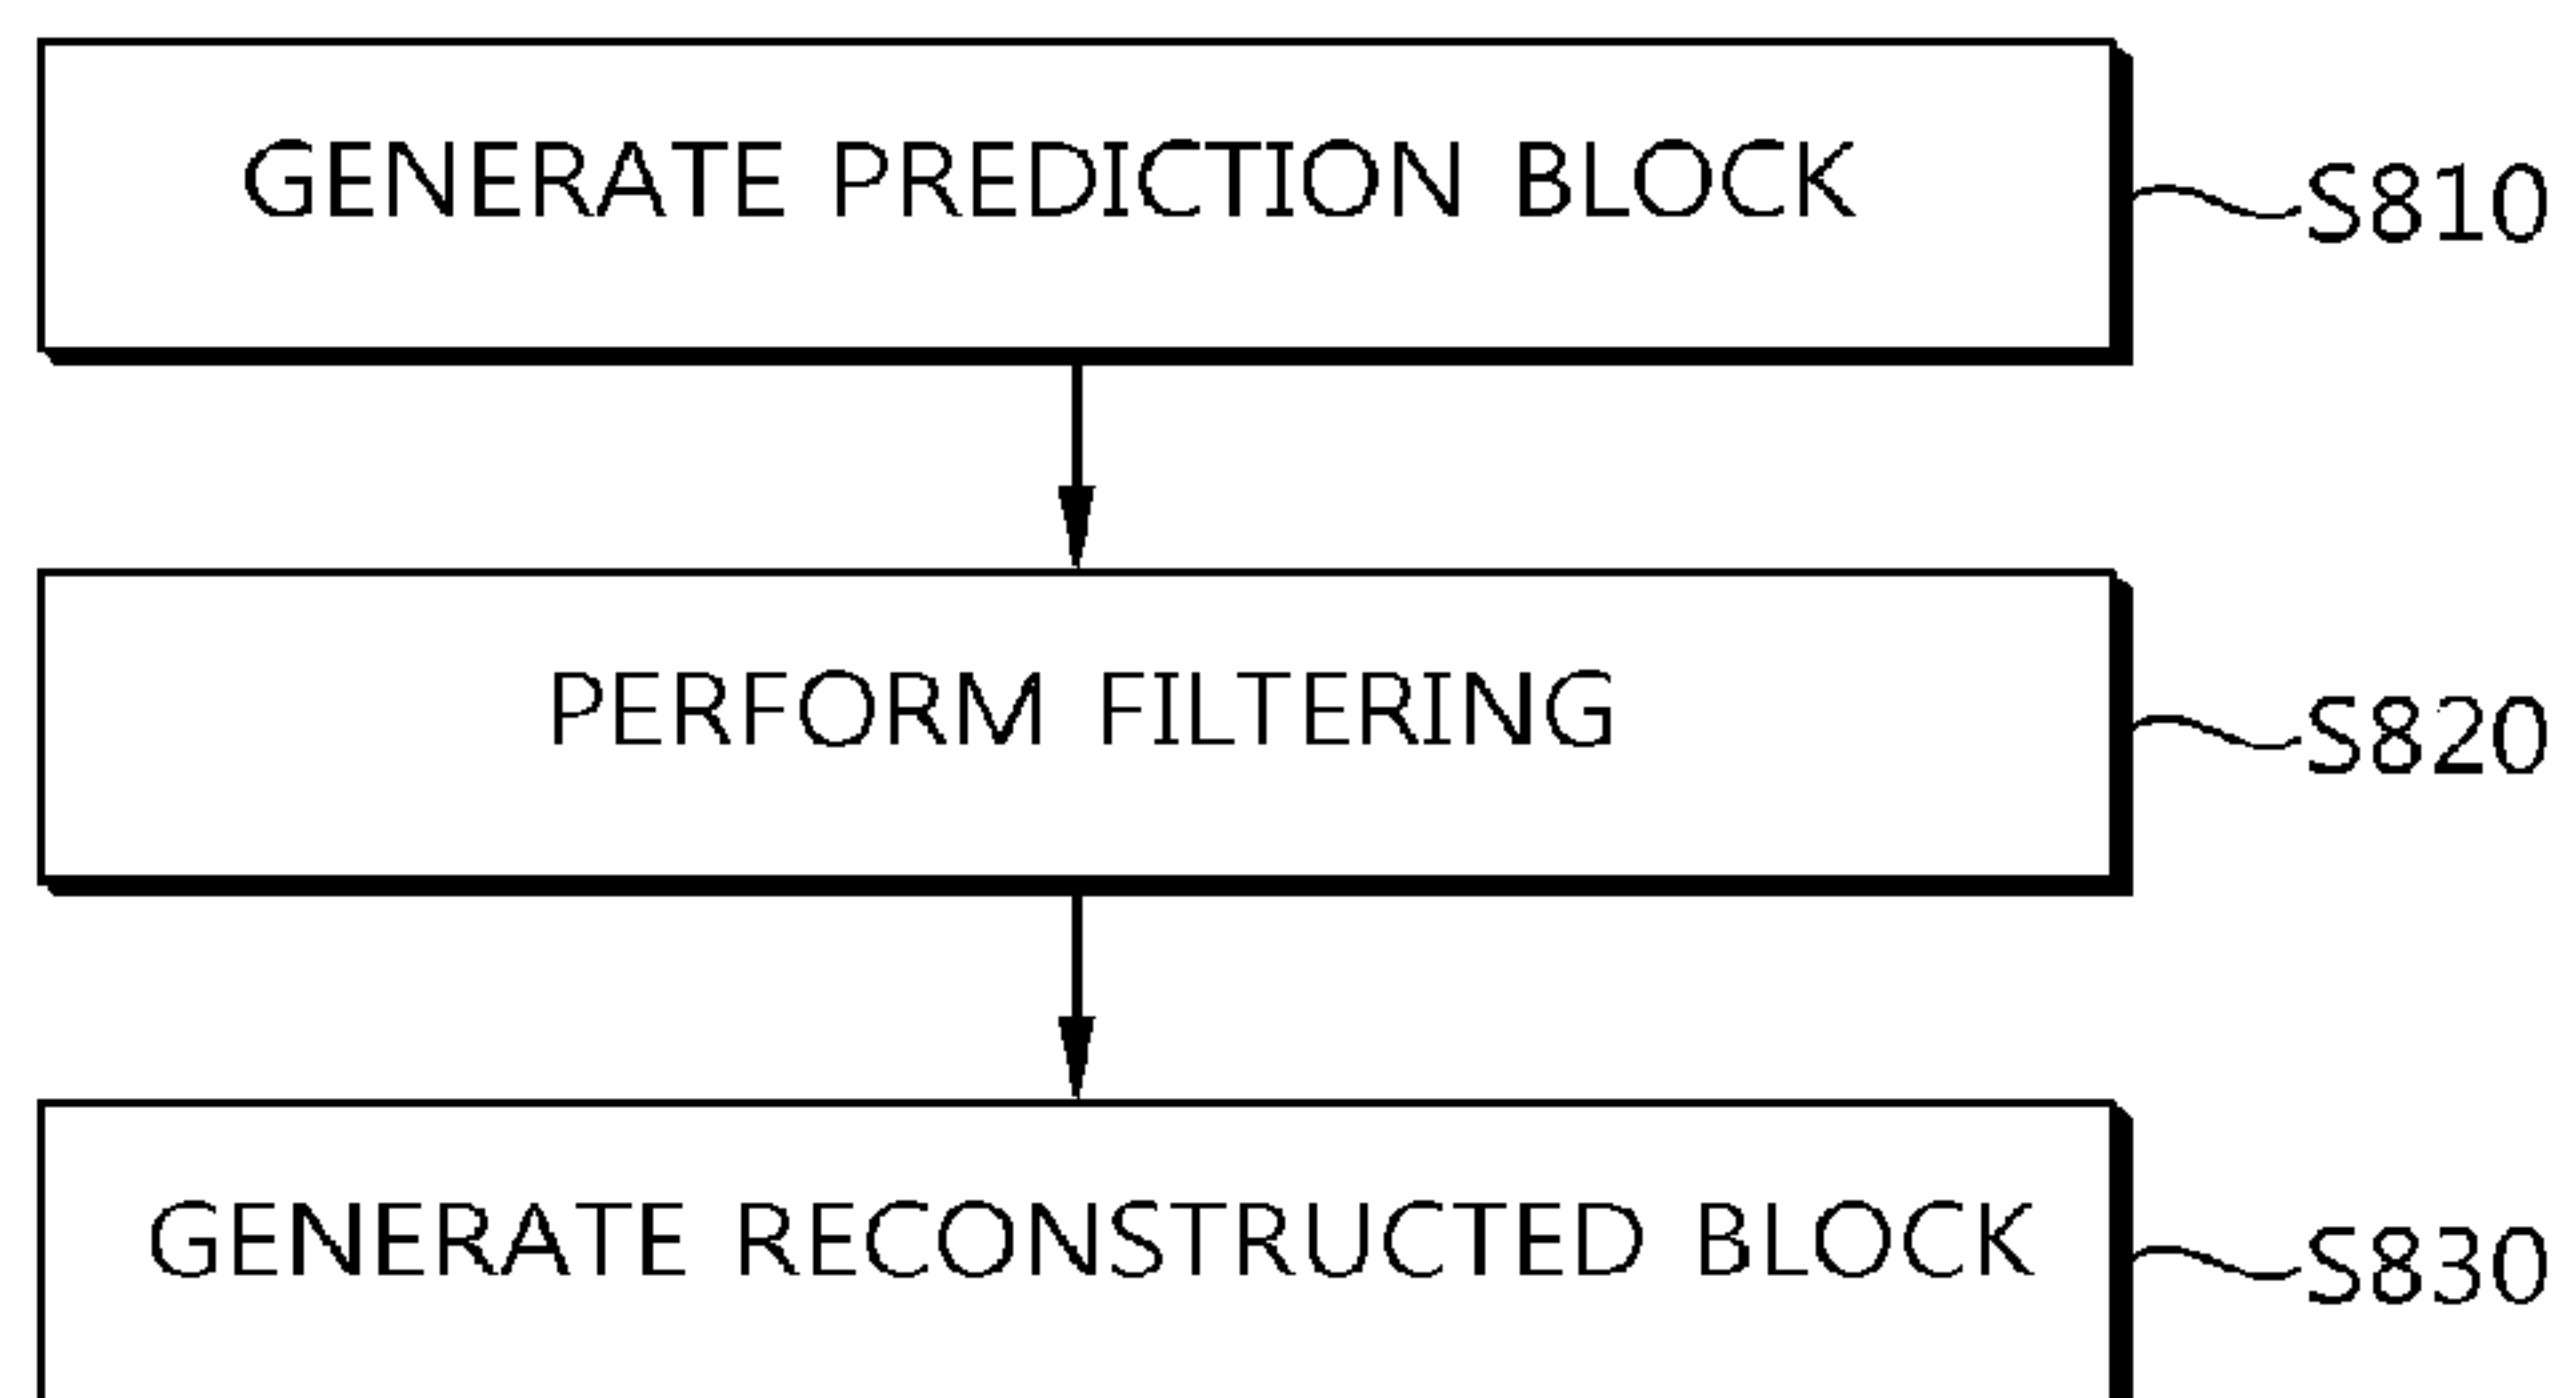 GENERATE PREDICTION BLOCK
S810
PERFORM FILTERING
S820
GENERATE RECONSTRUCTED BLOCK
S830